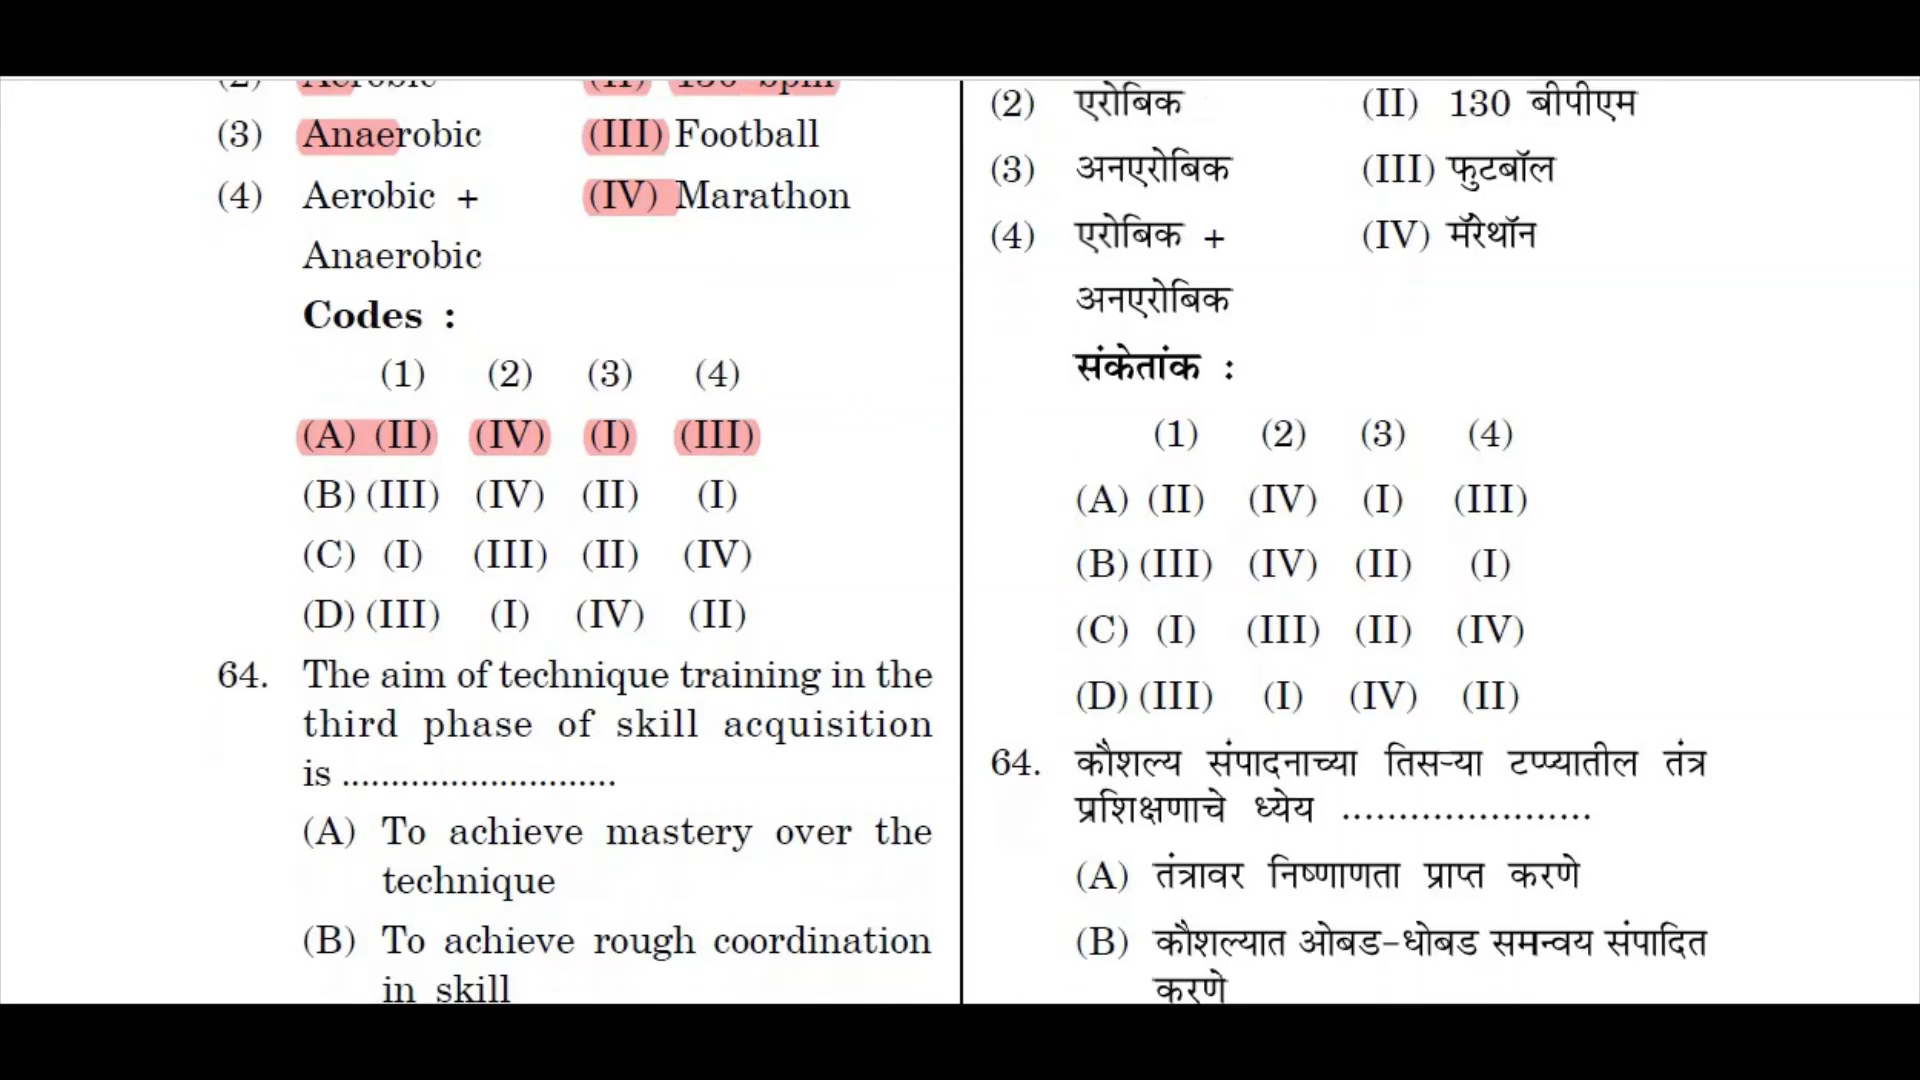 (2) Aerobic (II) 130 bpm
(3) Anaerobic (III) Football
(4) Aerobic + (IV) Marathon
Anaerobic
Codes :
(1) (2) (3) (4)
(A) (II) (IV) (I) (III)
(B) (III) (IV) (II) (I)
(C) (I) (III) (II) (IV)
(D) (III) (I) (IV) (II)
64. The aim of technique training in the
third phase of skill acquisition
is ............................
(A) To achieve mastery over the
technique
(B) To achieve rough coordination
in skill
(2) एरोबिक (II) 130 बीपीएम
(3) अनएरोबिक (III) फुटबॉल
(4) एरोबिक + (IV) मॅरेथॉन
अनएरोबिक
संकेतांक :
(1) (2) (3) (4)
(A) (II) (IV) (I) (III)
(B) (III) (IV) (II) (I)
(C) (I) (III) (II) (IV)
(D) (III) (I) (IV) (II)
64. कौशल्य संपादनाच्या तिसऱ्या टप्प्यातील तंत्र
प्रशिक्षणाचे ध्येय ......................
(A) तंत्रावर निष्णाणता प्राप्त करणे
(B) कौशल्यात ओबड-धोबड समन्वय संपादित
करणे